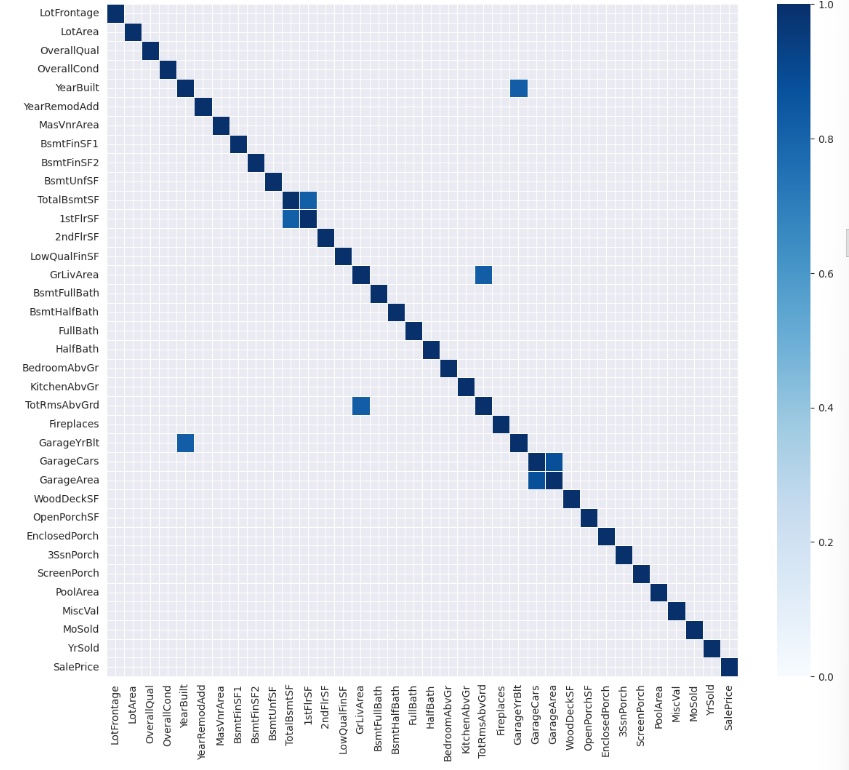 LotFrontage
LotArea
OverallQual
OverallCond
YearBuilt
YearRemodAdd
MasVnrArea
BsmtFinSF1
BsmtFinSF2
BsmtUnfSF
TotalBsmtSF
1stFlrSF
2ndFlrSF
LowQualFinSF
GrLivArea
BsmtFullBath
BsmtHalfBath
FullBath
HalfBath
BedroomAbvGr
KitchenAbvGr
TotRmsAbvGrd
Fireplaces
GarageYrBlt
GarageCars
GarageArea
WoodDeckSF
OpenPorchSF
EnclosedPorch
3SsnPorch
ScreenPorch
PoolArea
MiscVal
MoSold
YrSold
SalePrice
LotFrontage
LotArea
OverallQual
OverallCond
YearBuilt
YearRemodAdd
MasVnrArea
BsmtFinSF1
BsmtFinSF2
BsmtUnfSF
TotalBsmtSF
1stFlrSF
2ndFlrSF
LowQualFinSF
GrLivArea
BsmtFullBath
BsmtHalfBath
FullBath
HalfBath
BedroomAbvGr
KitchenAbvGr
TotRmsAbvGrd
Fireplaces
GarageYrBlt
GarageCars
GarageArea
WoodDeckSF
OpenPorchSF
EnclosedPorch
3SsnPorch
ScreenPorch
PoolArea
MiscVal
MoSold
YrSold
SalePrice
1.0
0.8
0.6
0.4
0.2
0.0